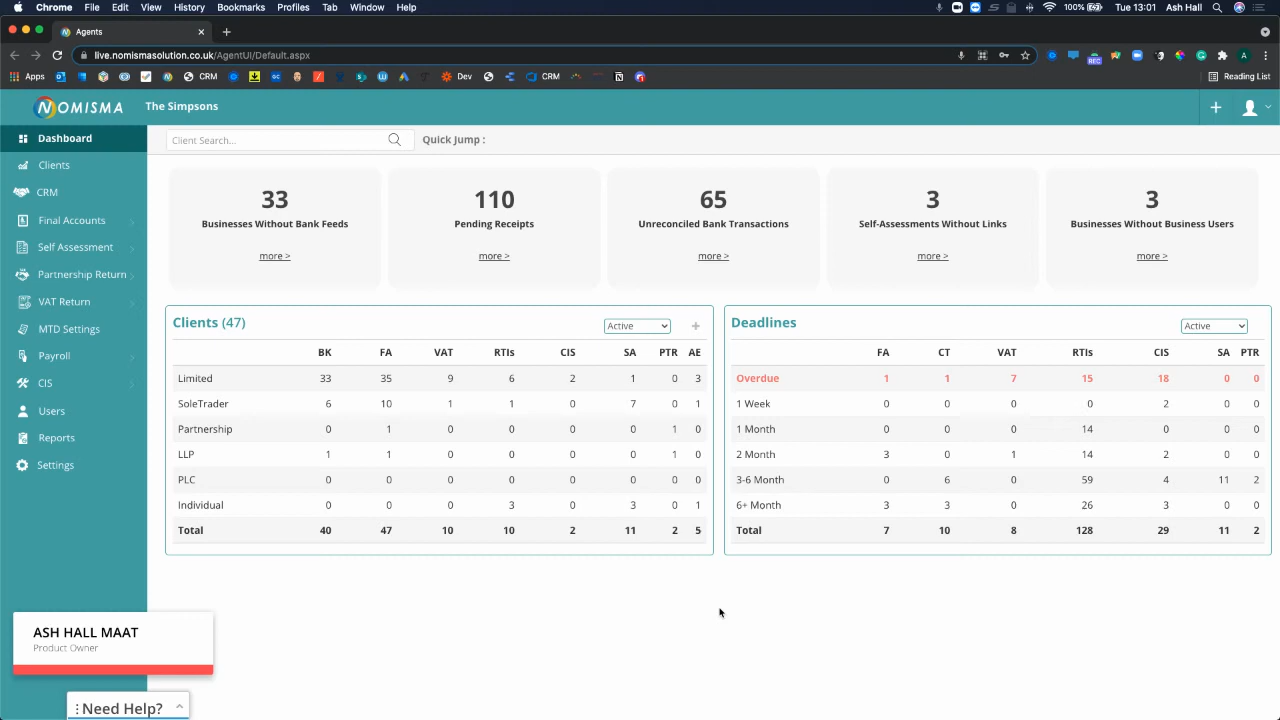 Chrome File Edit View History Bookmarks Profiles Tab Window Help 100% Tue 13:01 Ash Hall
Agents
live.nomismasolution.co.uk/AgentUI/Default.aspx
Apps CRM Dev CRM Reading List
NOMISMA The Simpsons
Dashboard
Clients
CRM
Final Accounts
Self Assessment
Partnership Return
VAT Return
MTD Settings
Payroll
CIS
Users
Reports
Settings
Client Search... Quick Jump :
33 110 65 3 3
Businesses Without Bank Feeds Pending Receipts Unreconciled Bank Transactions Self-Assessments Without Links Businesses Without Business Users
more > more > more > more > more >
Clients (47) Active +
BK FA VAT RTIs CIS SA PTR AE
Limited 33 35 9 6 2 1 0 3
SoleTrader 6 10 1 1 0 7 0 1
Partnership 0 1 0 0 0 0 1 0
LLP 1 1 0 0 0 0 1 0
PLC 0 0 0 0 0 0 0 0
Individual 0 0 0 3 0 3 0 1
Total 40 47 10 10 2 11 2 5
Deadlines Active
FA CT VAT RTIs CIS SA PTR
Overdue 1 1 7 15 18 0 0
1 Week 0 0 0 0 2 0 0
1 Month 0 0 0 14 0 0 0
2 Month 3 0 1 14 2 0 0
3-6 Month 0 6 0 59 4 11 2
6+ Month 3 3 0 26 3 0 0
Total 7 10 8 128 29 11 2
ASH HALL MAAT
Product Owner
Need Help?